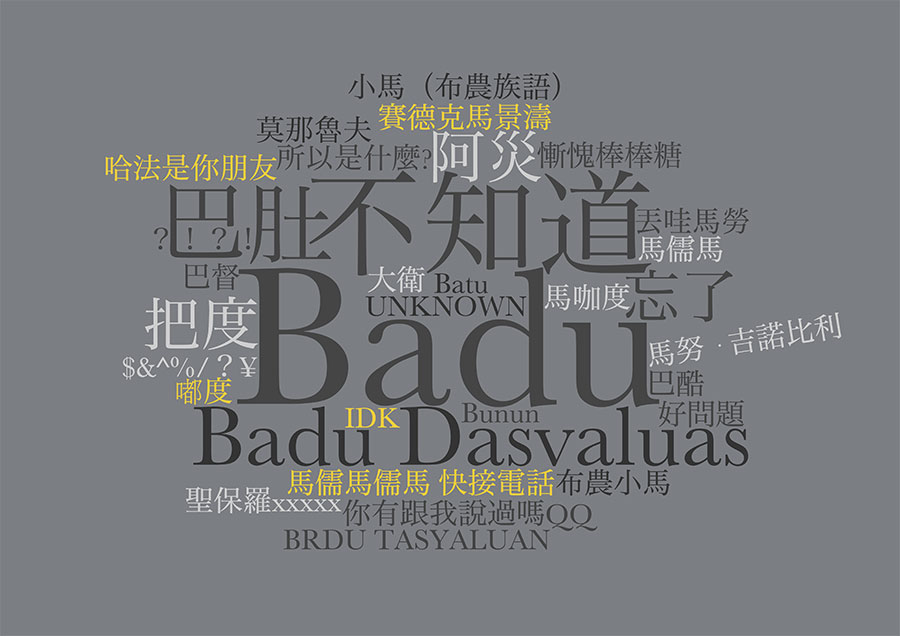 小馬（布農族語）
賽德克馬景濤
莫那魯夫
所以是什麼?
阿災
慚愧棒棒糖
哈法是你朋友
巴肚
不知道
丟哇馬勞
？！？！
馬儒馬
巴督
大衛
Batu
忘了
UNKNOWN
馬咖度
Badu
把度
馬努．吉諾比利
$&^%/？¥
嘟度
巴酷
IDK
Bunun
好問題
Badu Dasvaluas
馬儒馬儒馬 快接電話
布農小馬
聖保羅xxxxx
你有跟我說過嗎QQ
BRDU TASYALUAN